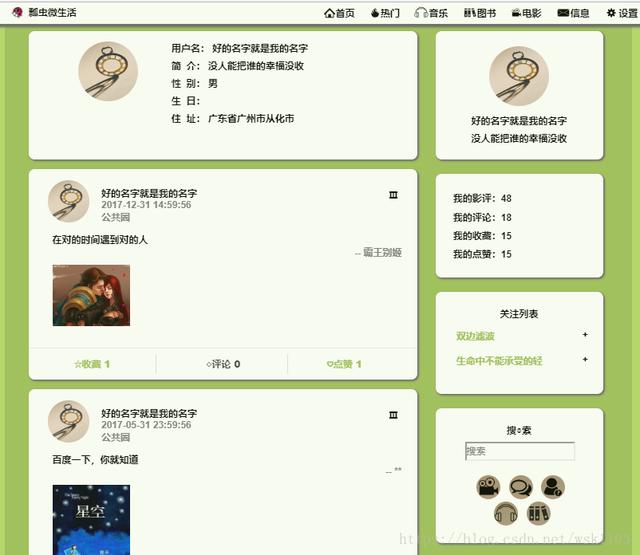 瓢虫微生活
首页 热门 音乐 图书 电影 信息 设置
用户名： 好的名字就是我的名字
简 介： 没人能把谁的幸福没收
性 别： 男
生 日：
住 址： 广东省广州市从化市
好的名字就是我的名字
2017-12-31 14:59:56
公共园
在对的时间遇到对的人
-- 霸王别姬
☆收藏 1 ○评论 0 ♡点赞 1
好的名字就是我的名字
2017-05-31 23:59:56
公共园
百度一下，你就知道
-- **
星空
好的名字就是我的名字
没人能把谁的幸福没收
我的影评：48
我的评论：18
我的收藏：15
我的点赞：15
关注列表
双边滤波 +
生命中不能承受的轻 +
搜○索
搜索